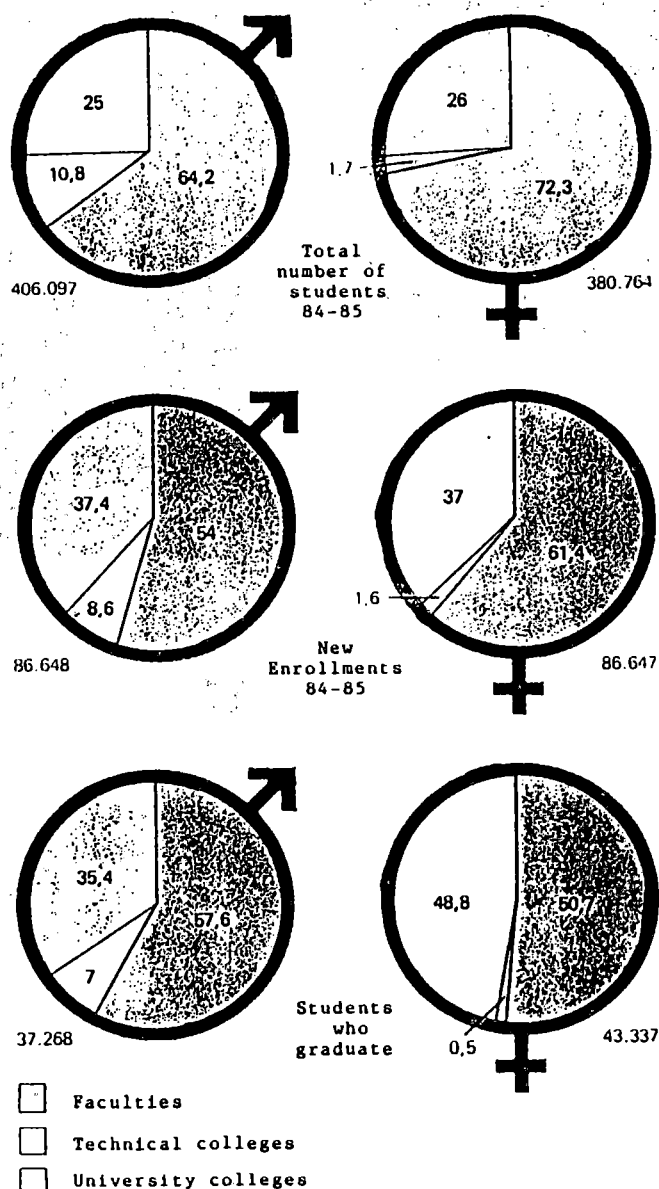 25
10,8
64,2
406.097
26
1.7
72,3
380.764
Total
number of
students
84-85
37,4
54
8,6
86.648
37
61,4
1,6
86.647
New
Enrollments
84-85
35,4
57,6
7
37.268
48,8
50,7
0,5
43.337
Students
who
graduate
Faculties
Technical colleges
University colleges